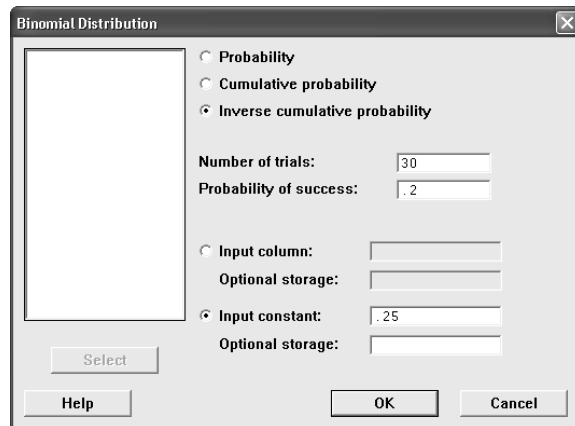 Binomial Distribution
Probability
Cumulative probability
Inverse cumulative probability
Number of trials: 30
Probability of success: .2
Input column:
Optional storage:
Input constant: .25
Optional storage:
Select
Help OK Cancel